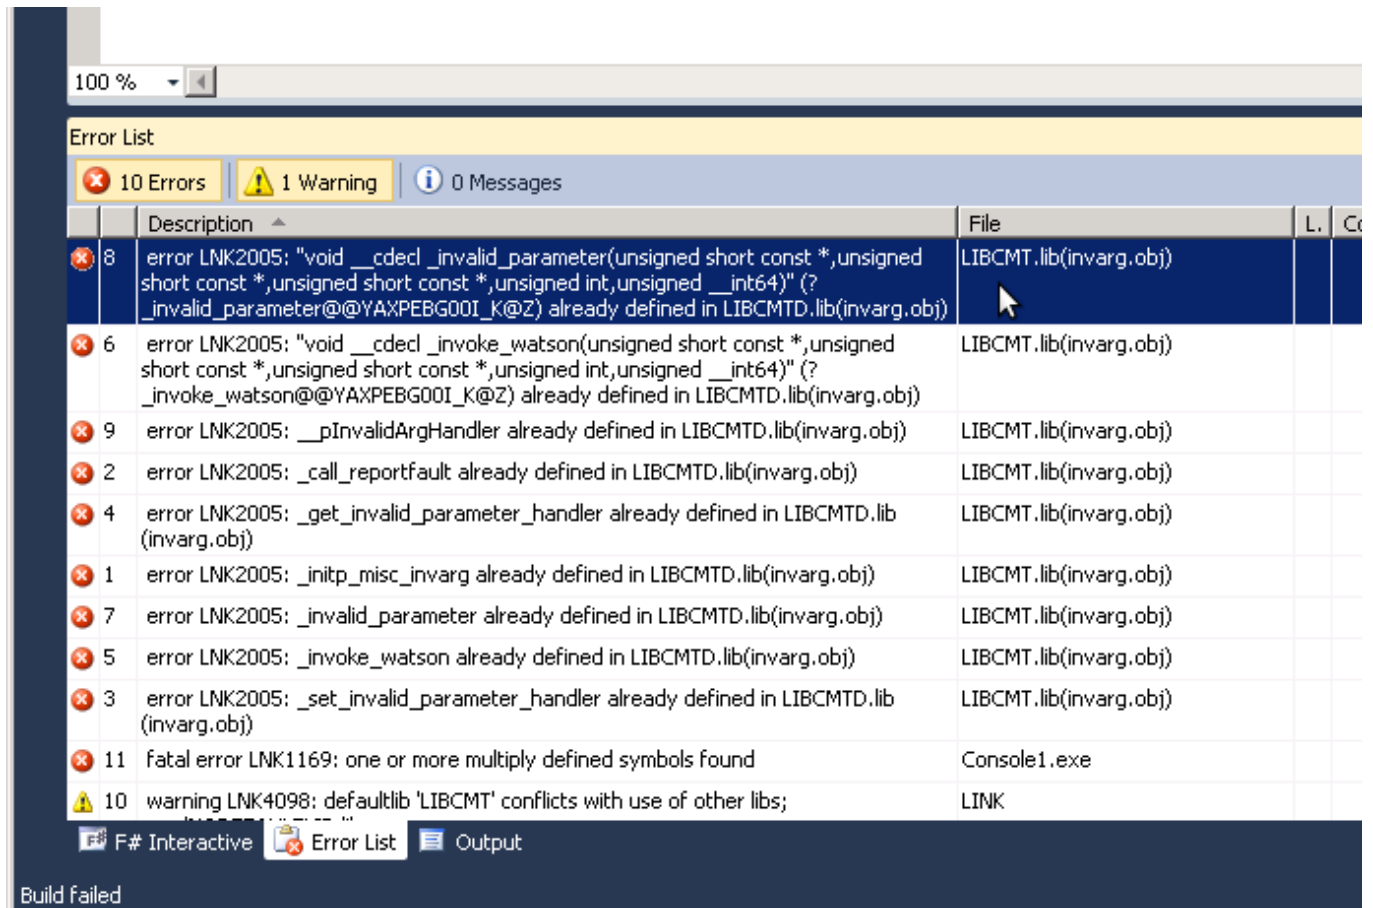 100 %
Error List
10 Errors 1 Warning 0 Messages
Description File L.
8 error LNK2005: "void __cdecl _invalid_parameter(unsigned short const *,unsigned LIBCMT.lib(invarg.obj)
short const *,unsigned short const *,unsigned int,unsigned __int64)" (?
_invalid_parameter@@YAXPEBG00I_K@Z) already defined in LIBCMTD.lib(invarg.obj)
6 error LNK2005: "void __cdecl _invoke_watson(unsigned short const *,unsigned LIBCMT.lib(invarg.obj)
short const *,unsigned short const *,unsigned int,unsigned __int64)" (?
_invoke_watson@@YAXPEBG00I_K@Z) already defined in LIBCMTD.lib(invarg.obj)
9 error LNK2005: __pInvalidArgHandler already defined in LIBCMTD.lib(invarg.obj) LIBCMT.lib(invarg.obj)
2 error LNK2005: _call_reportfault already defined in LIBCMTD.lib(invarg.obj) LIBCMT.lib(invarg.obj)
4 error LNK2005: _get_invalid_parameter_handler already defined in LIBCMTD.lib LIBCMT.lib(invarg.obj)
(invarg.obj)
1 error LNK2005: _initp_misc_invarg already defined in LIBCMTD.lib(invarg.obj) LIBCMT.lib(invarg.obj)
7 error LNK2005: _invalid_parameter already defined in LIBCMTD.lib(invarg.obj) LIBCMT.lib(invarg.obj)
5 error LNK2005: _invoke_watson already defined in LIBCMTD.lib(invarg.obj) LIBCMT.lib(invarg.obj)
3 error LNK2005: _set_invalid_parameter_handler already defined in LIBCMTD.lib LIBCMT.lib(invarg.obj)
(invarg.obj)
11 fatal error LNK1169: one or more multiply defined symbols found Console1.exe
10 warning LNK4098: defaultlib 'LIBCMT' conflicts with use of other libs; LINK
F# Interactive Error List Output
Build failed